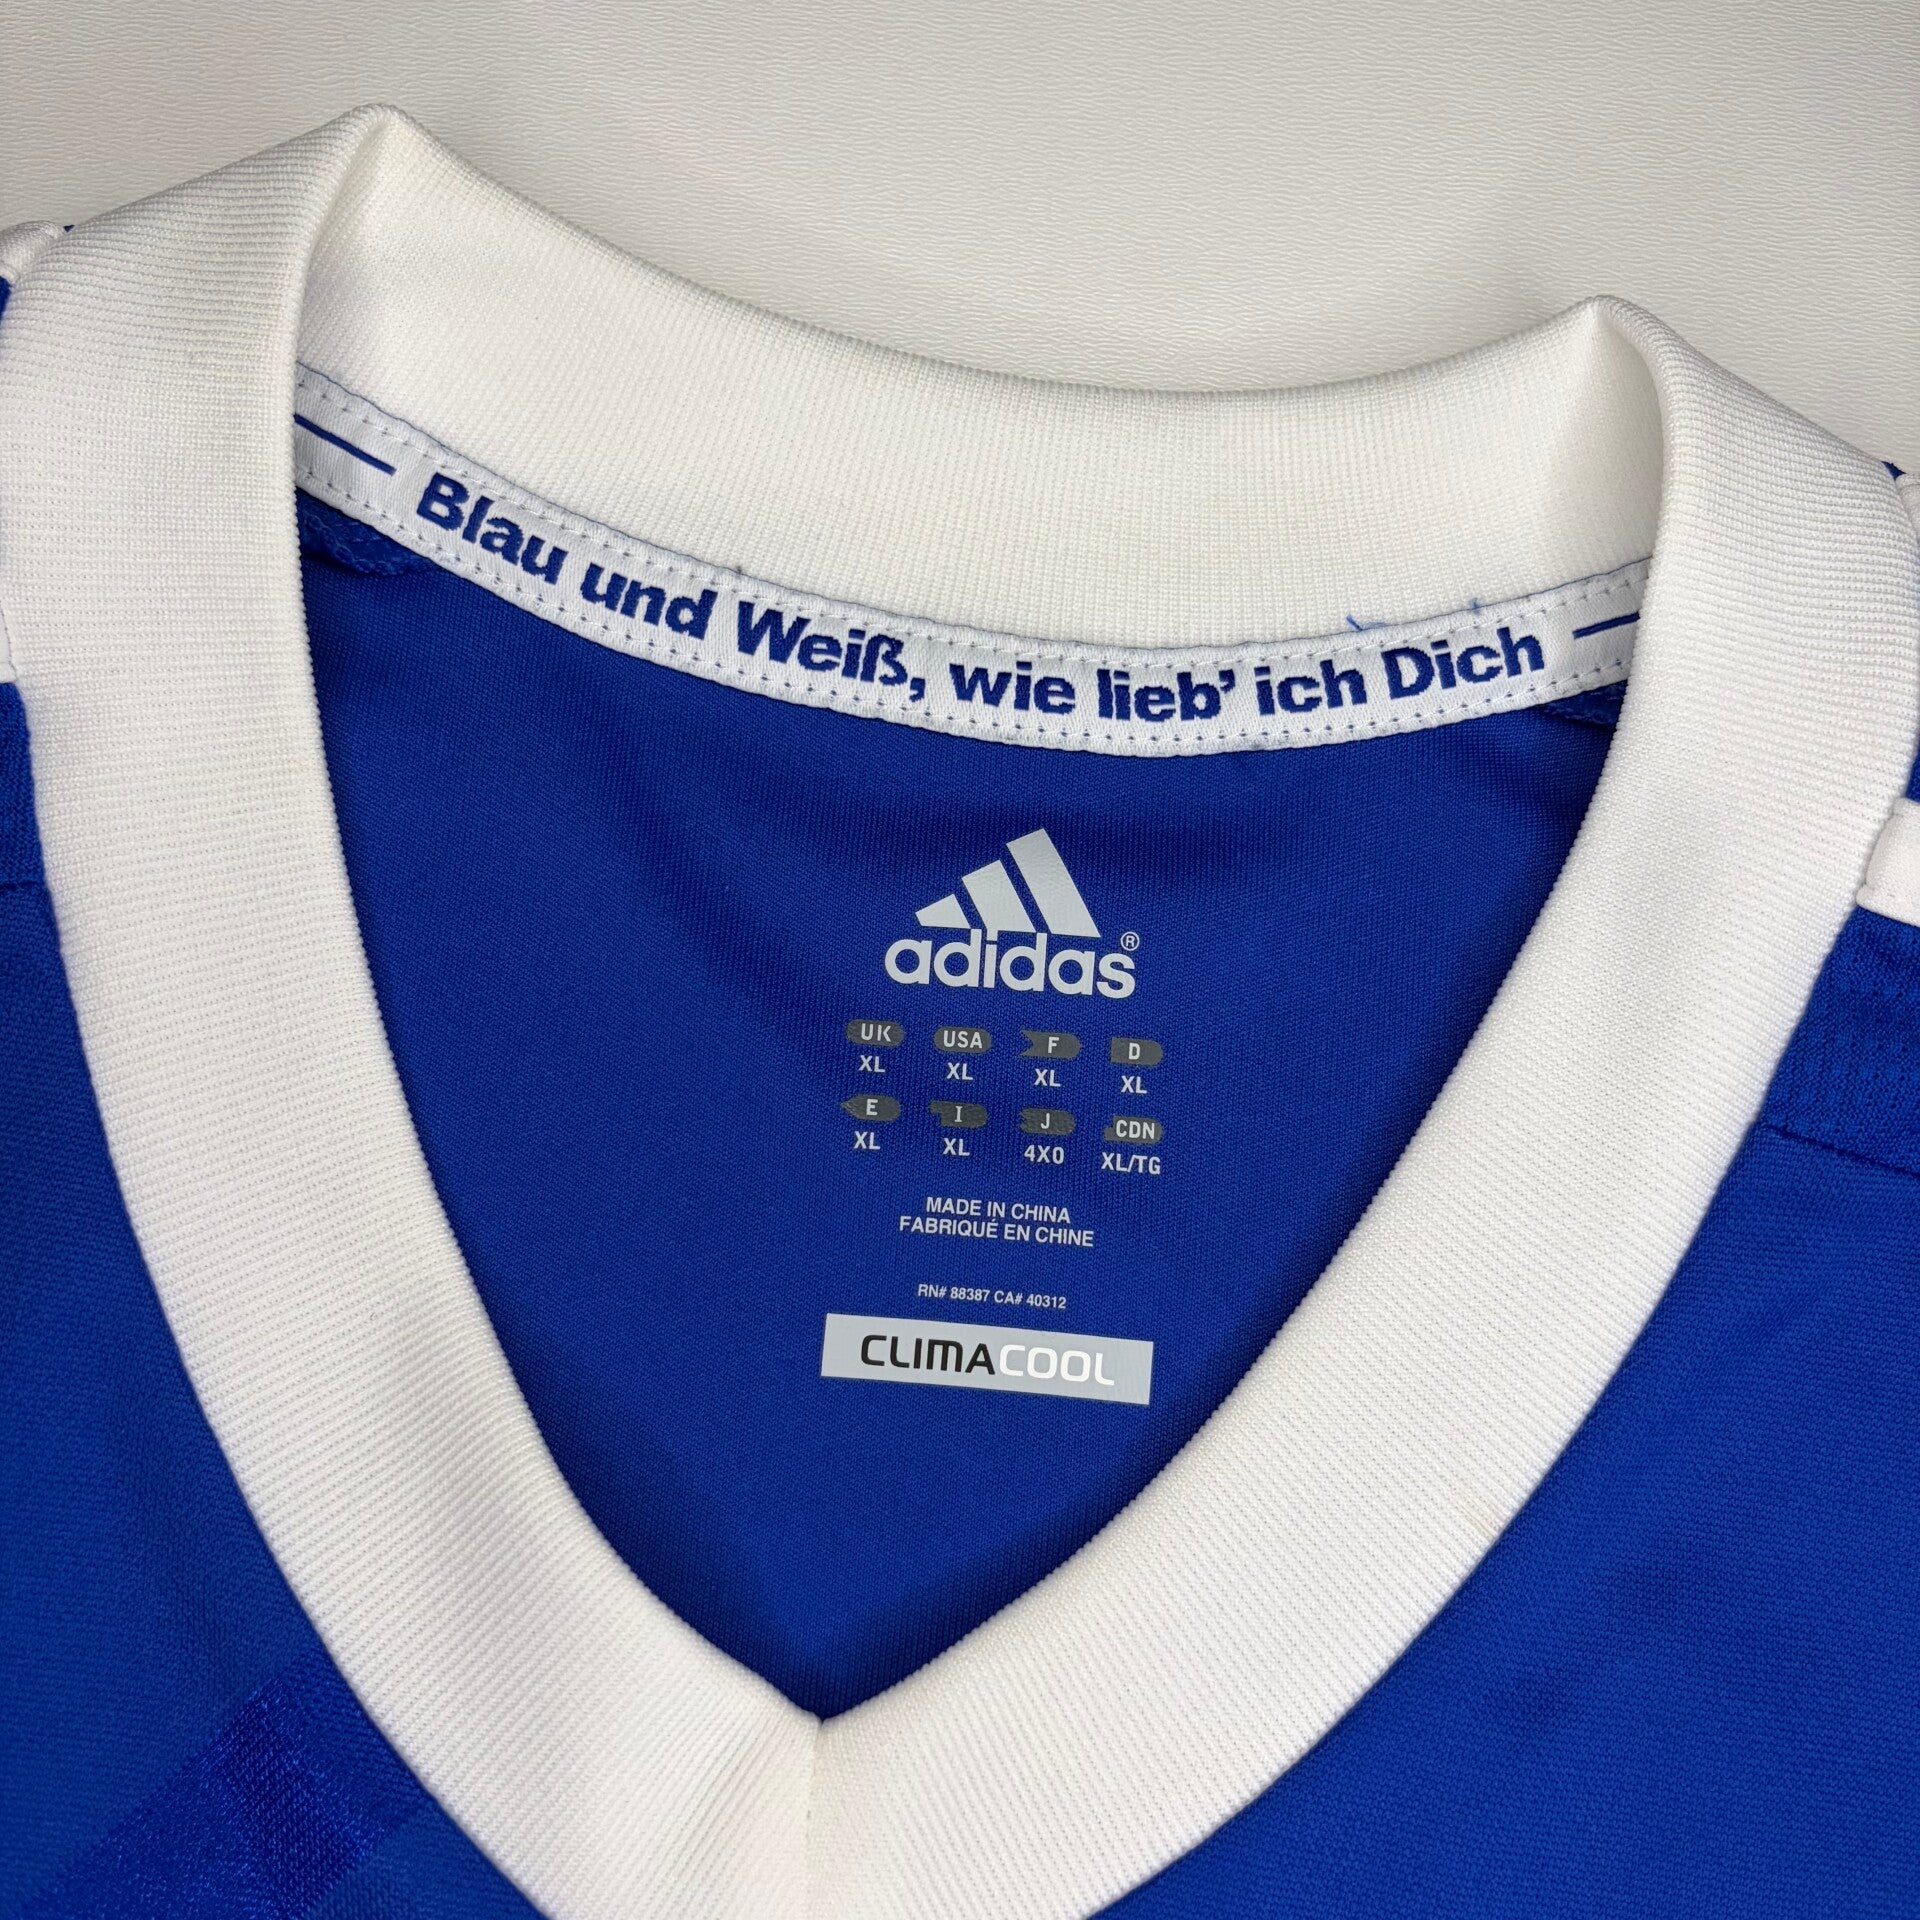 Blau und Weiß, wie lieb' ich Dich
adidas®
UK USA F D
XL XL XL XL
E I J CDN
XL XL 4XO XL/TG
MADE IN CHINA
FABRIQUÉ EN CHINE
RN# 88387 CA# 40312
CLIMACOOL